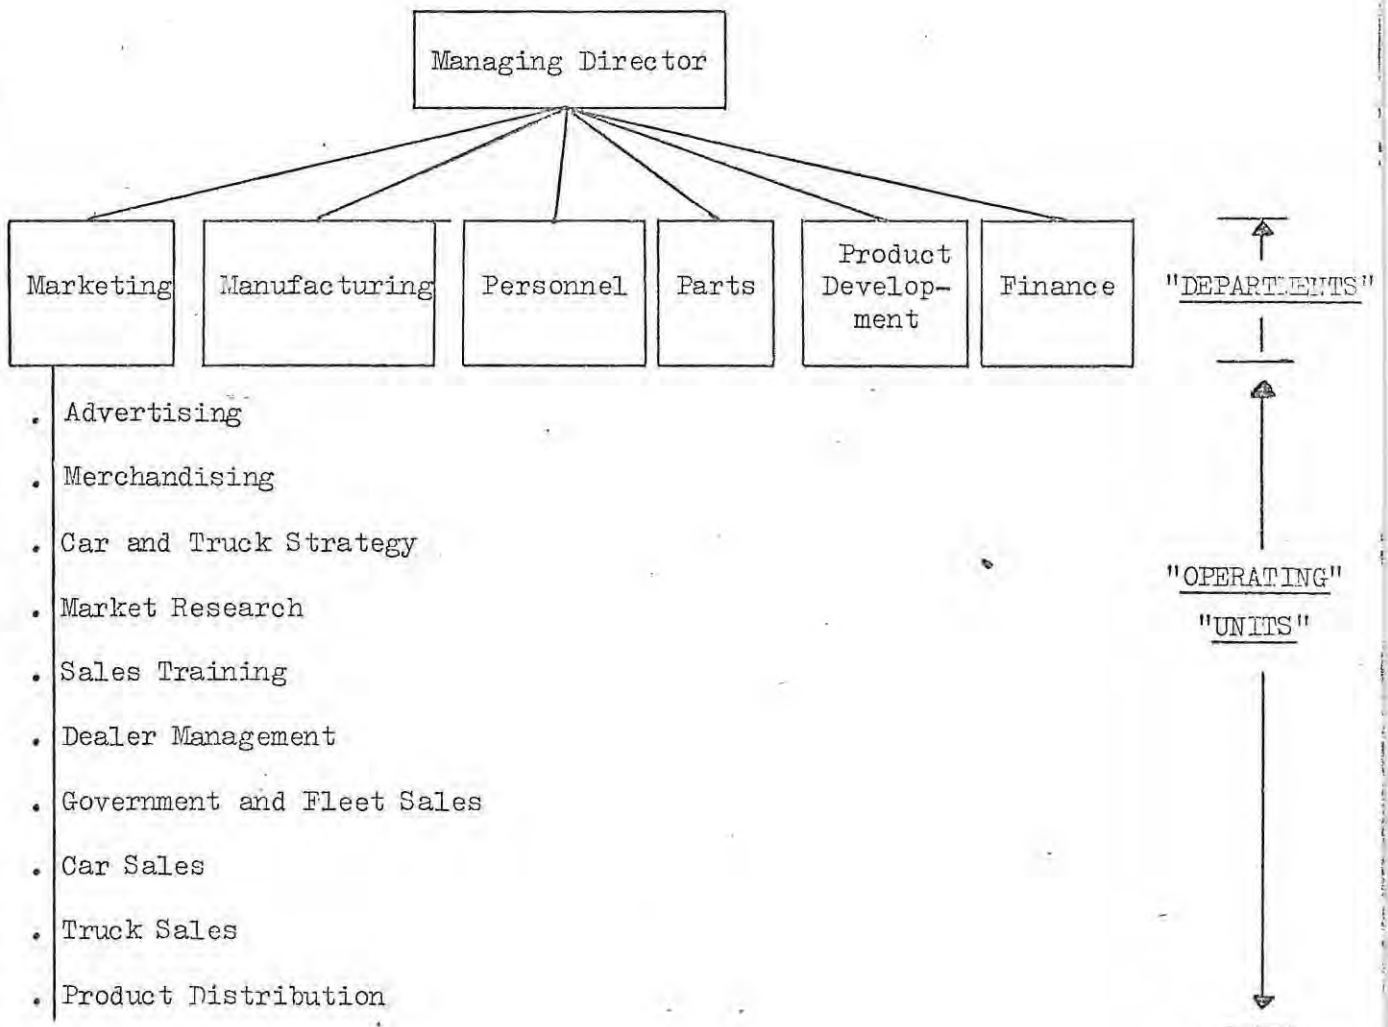 Managing Director
Marketing
Manufacturing
Personnel
Parts
Product
Develop-
ment
Finance
"DEPARTMENTS"
. Advertising
. Merchandising
. Car and Truck Strategy
. Market Research
. Sales Training
. Dealer Management
. Government and Fleet Sales
. Car Sales
. Truck Sales
. Product Distribution
"OPERATING"
"UNITS"